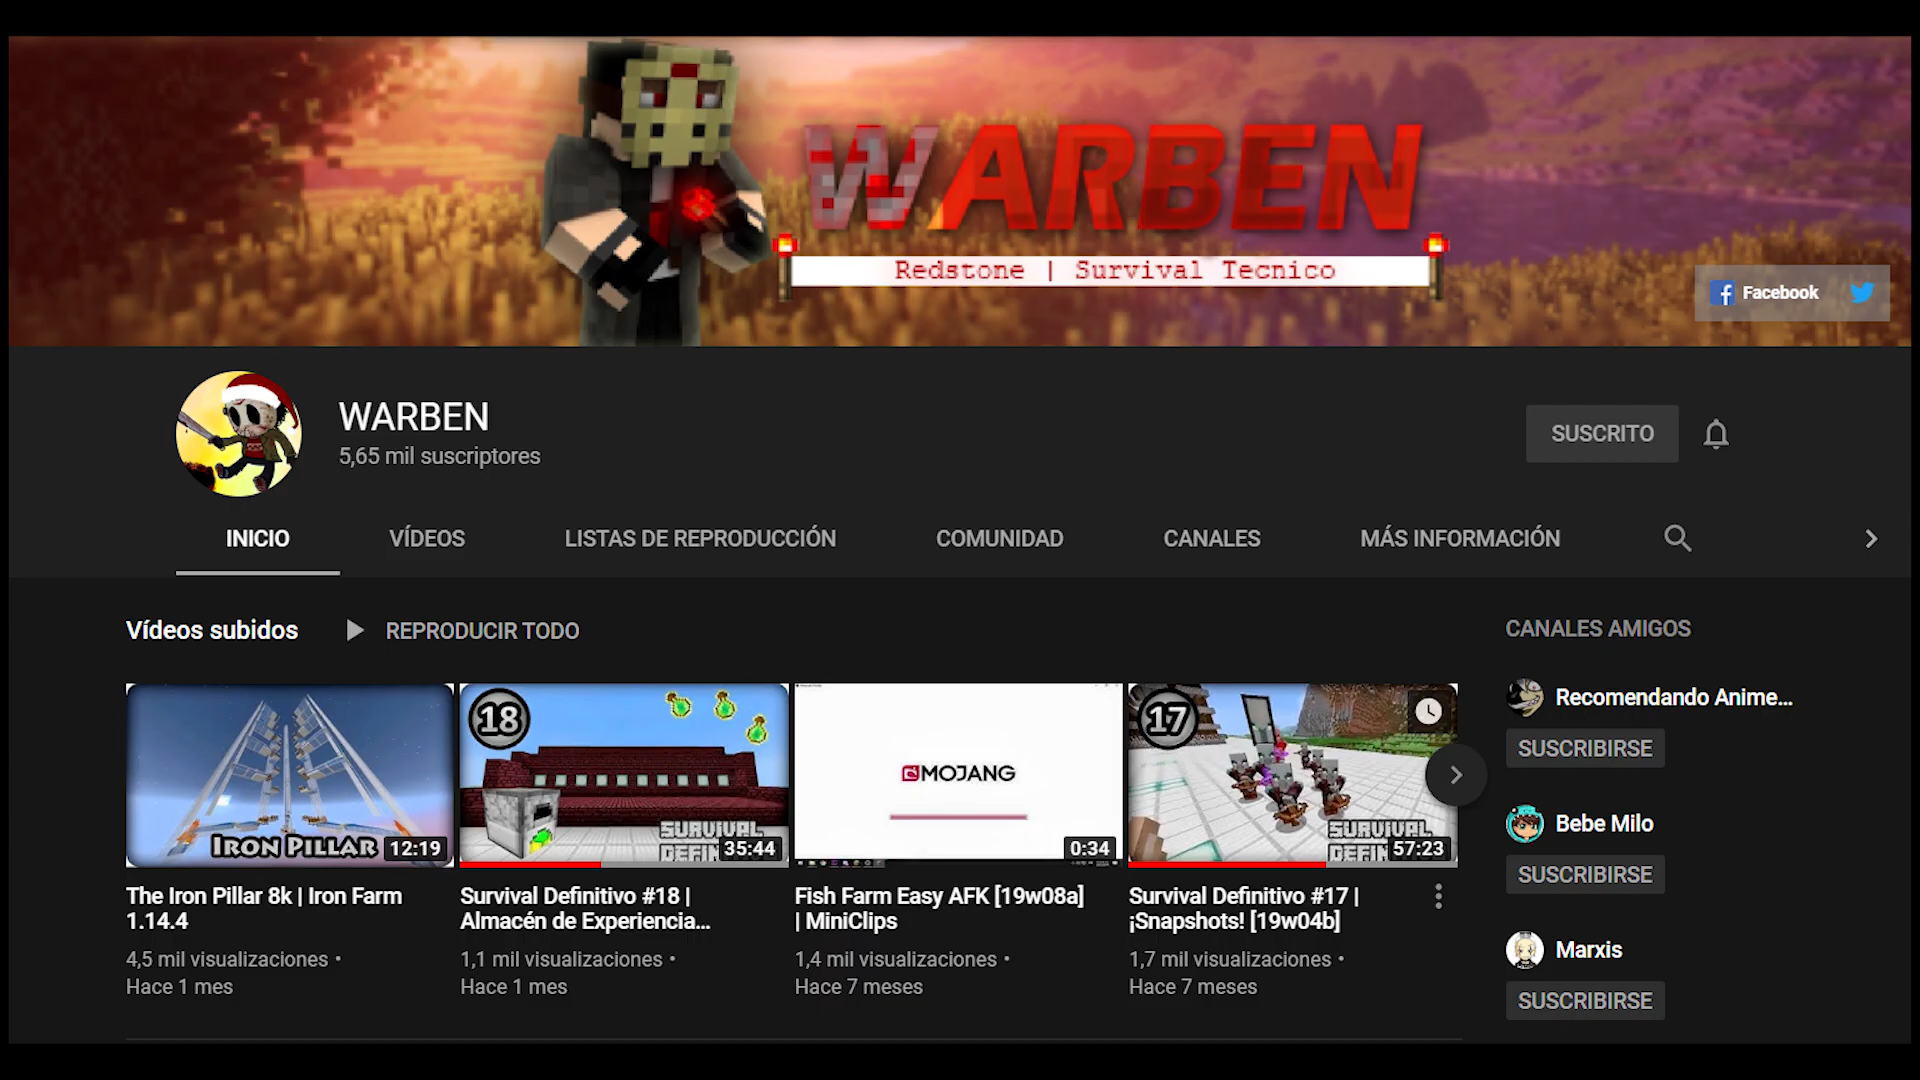 WARBEN
Redstone | Survival Tecnico
Facebook
WARBEN
5,65 mil suscriptores
SUSCRITO
INICIO
VÍDEOS
LISTAS DE REPRODUCCIÓN
COMUNIDAD
CANALES
MÁS INFORMACIÓN
Vídeos subidos
REPRODUCIR TODO
CANALES AMIGOS
IRON PILLAR
12:19
18
SURVIVAL
DEFIN
35:44
MOJANG
0:34
17
SURVIVAL
DEFIN
57:23
The Iron Pillar 8k | Iron Farm
1.14.4
4,5 mil visualizaciones •
Hace 1 mes
Survival Definitivo #18 |
Almacén de Experiencia...
1,1 mil visualizaciones •
Hace 1 mes
Fish Farm Easy AFK [19w08a]
| MiniClips
1,4 mil visualizaciones •
Hace 7 meses
Survival Definitivo #17 |
¡Snapshots! [19w04b]
1,7 mil visualizaciones •
Hace 7 meses
Recomendando Anime...
SUSCRIBIRSE
Bebe Milo
SUSCRIBIRSE
Marxis
SUSCRIBIRSE